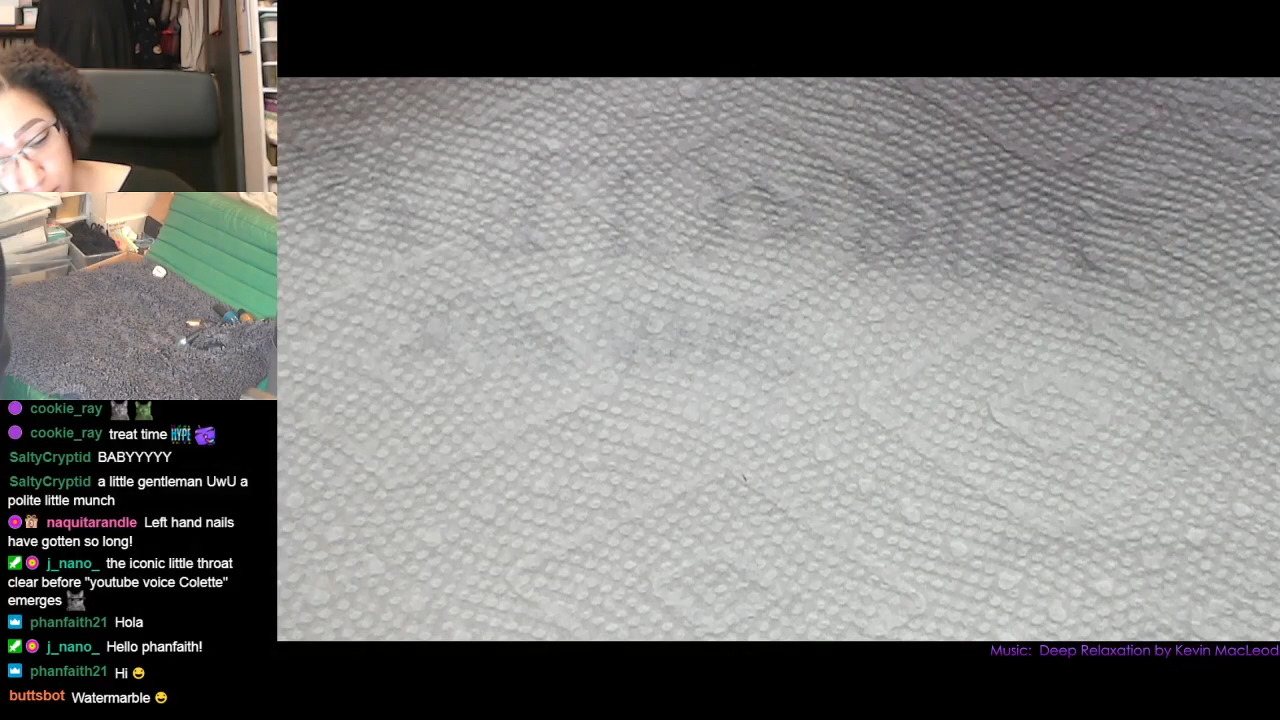 cookie_ray
cookie_ray treat time HYPE
SaltyCryptid BABYYYYY
SaltyCryptid a little gentleman UwU a
polite little munch
naquitarandle Left hand nails
have gotten so long!
j_nano_ the iconic little throat
clear before "youtube voice Colette"
emerges
phanfaith21 Hola
j_nano_ Hello phanfaith!
phanfaith21 Hi
buttsbot Watermarble
Music: Deep Relaxation by Kevin MacLeod